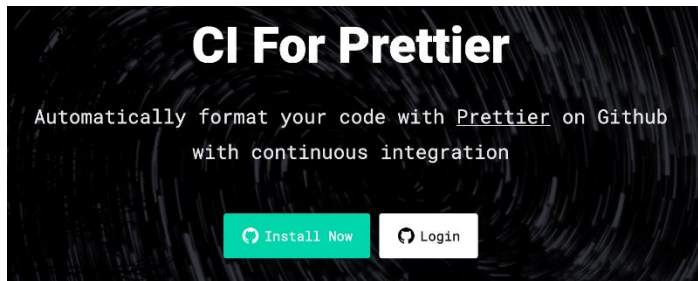 CI For Prettier
Automatically format your code with Prettier on Github
with continuous integration
Install Now Login